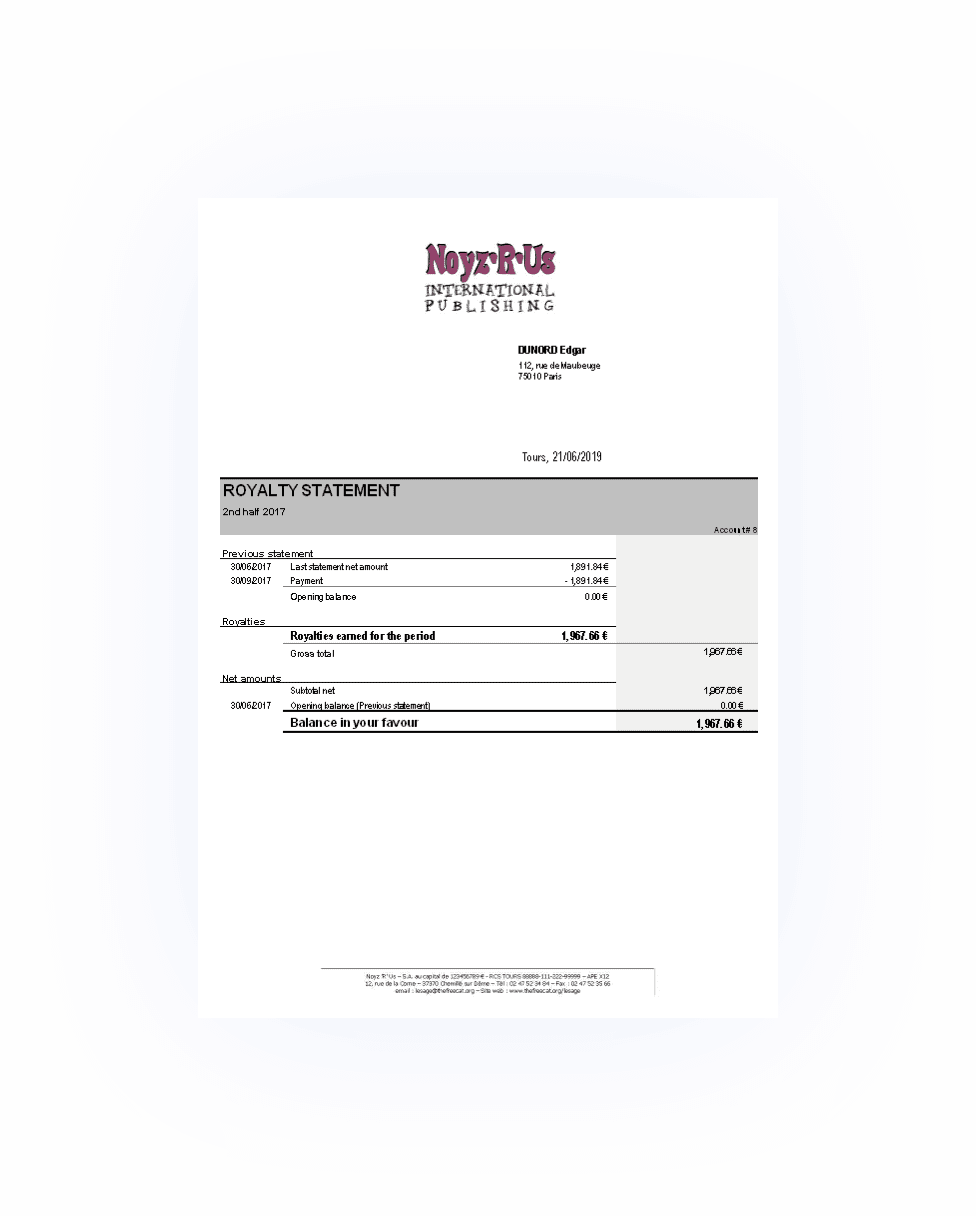 Noyz'R'Us
INTERNATIONAL
PUBLISHING
DUNORD Edgar
112, rue de Maubeuge
75010 Paris
Tours, 21/06/2019
ROYALTY STATEMENT
2nd half 2017
Account# 8
Previous statement
30/06/2017 Last statement net amount 1,891.84 €
30/09/2017 Payment - 1,891.84 €
Opening balance 0.00 €
Royalties
Royalties earned for the period 1,967.66 €
Gross total 1,967.66 €
Net amounts
Subtotal net 1,967.66 €
30/06/2017 Opening balance (Previous statement) 0.00 €
Balance in your favour 1,967.66 €
Noyz 'R' Us – S.A. au capital de 123456789 € - RCS TOURS 88888-111-222-99999 – APE X12
12, rue de la Corne – 37370 Chemillé sur Dême – Tél : 02 47 52 34 84 – Fax : 02 47 52 35 66
email : lesage@thefreecat.org – Site web : www.thefreecat.org/lesage